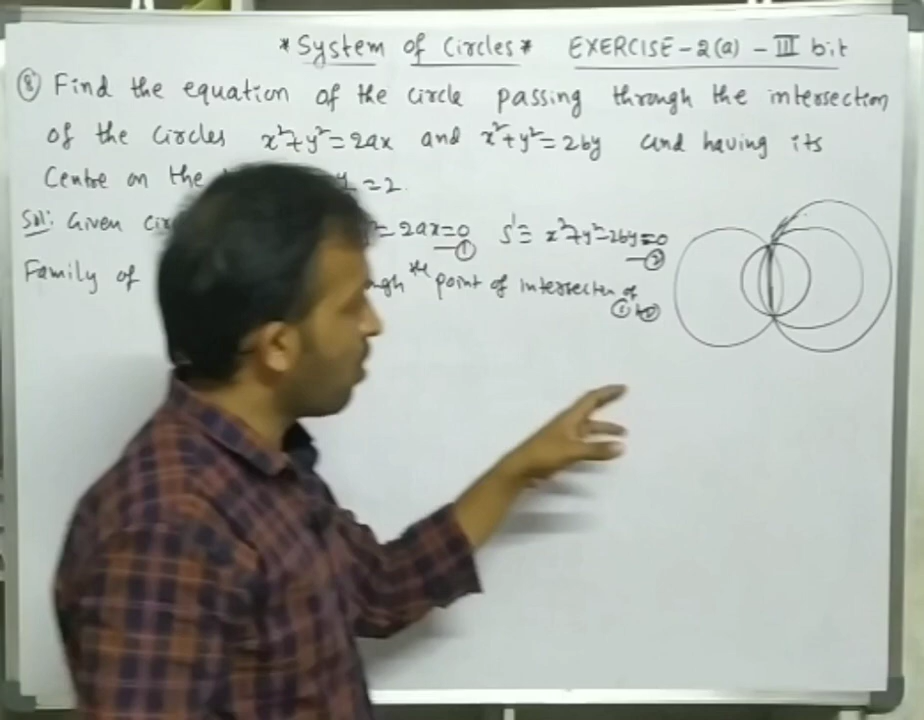 *System of Circles* EXERCISE-2(a) - III bit
⑧ Find the equation of the circle passing through the intersection
of the circles x²+y²=2ax and x²+y²=2by and having its
Centre on the =2.
Sol: Given 2ax=0 S'≡ x²+y²-2by=0
—① —②
Family of the point of intersection of
① & ②